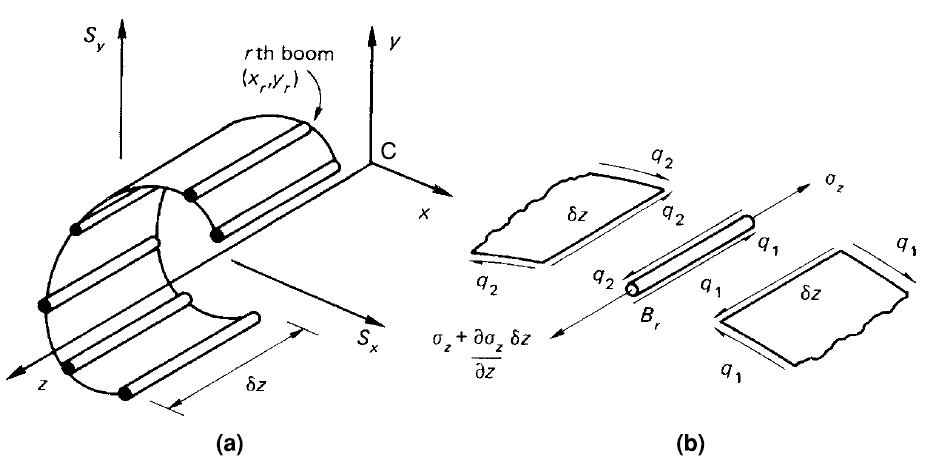 S_y
r th boom
(x_r,y_r)
y
C
x
S_x
z
δz
(a)
q_2
δz
q_2
q_2
σ_z
q_2
q_1
q_1
B_r
σ_z + ∂σ_z/∂z δz
q_1
δz
q_1
(b)